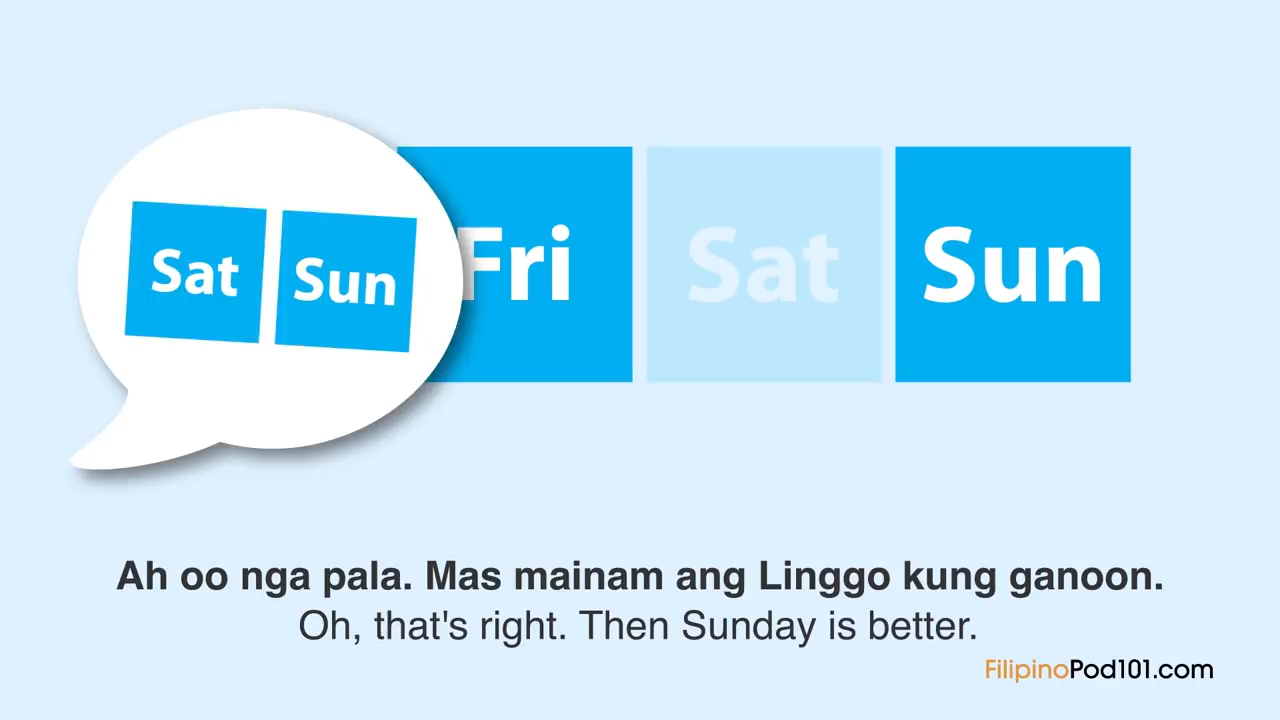 Sat Sun
Fri Sat Sun
Ah oo nga pala. Mas mainam ang Linggo kung ganoon.
Oh, that's right. Then Sunday is better.
FilipinoPod101.com